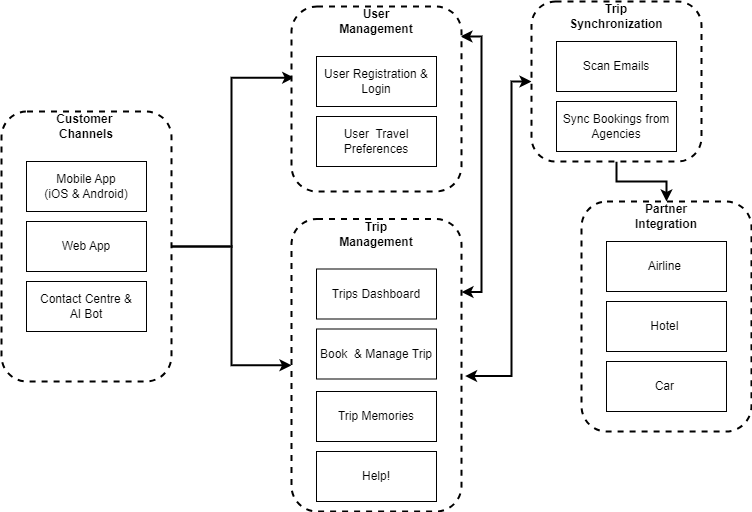 Customer
Channels
Mobile App
(iOS & Android)
Web App
Contact Centre &
AI Bot
User
Management
User Registration &
Login
User Travel
Preferences
Trip
Management
Trips Dashboard
Book & Manage Trip
Trip Memories
Help!
Trip
Synchronization
Scan Emails
Sync Bookings from
Agencies
Partner
Integration
Airline
Hotel
Car